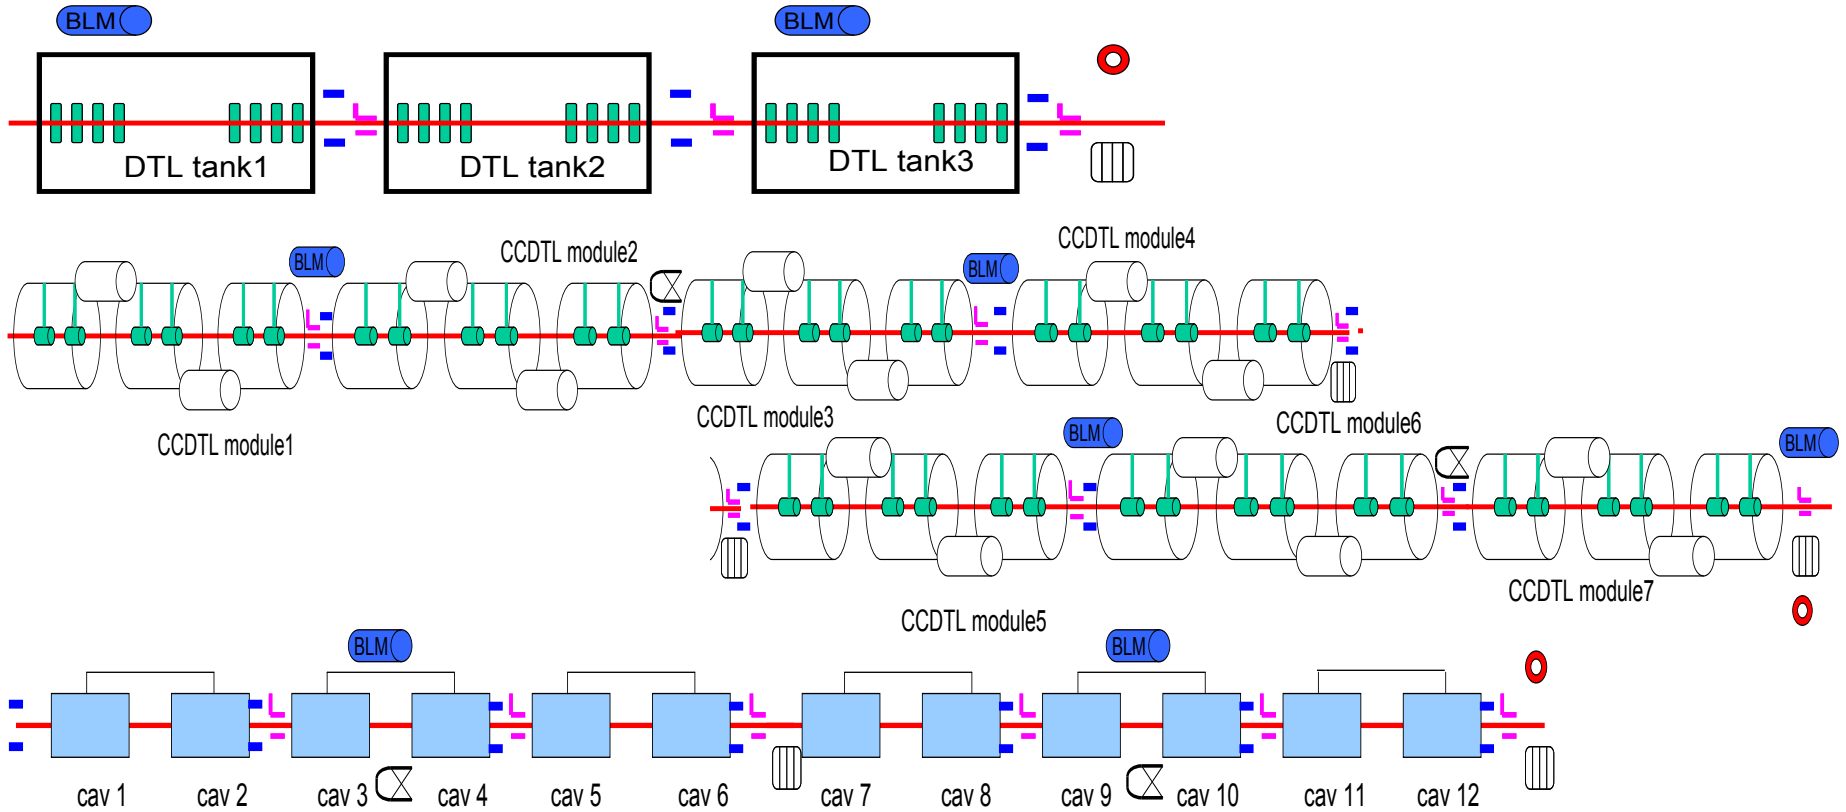 BLM BLM
DTL tank1 DTL tank2 DTL tank3
CCDTL module2 CCDTL module4
BLM BLM
CCDTL module1 CCDTL module3 CCDTL module6
BLM BLM
CCDTL module5 CCDTL module7
BLM BLM
cav 1 cav 2 cav 3 cav 4 cav 5 cav 6 cav 7 cav 8 cav 9 cav 10 cav 11 cav 12